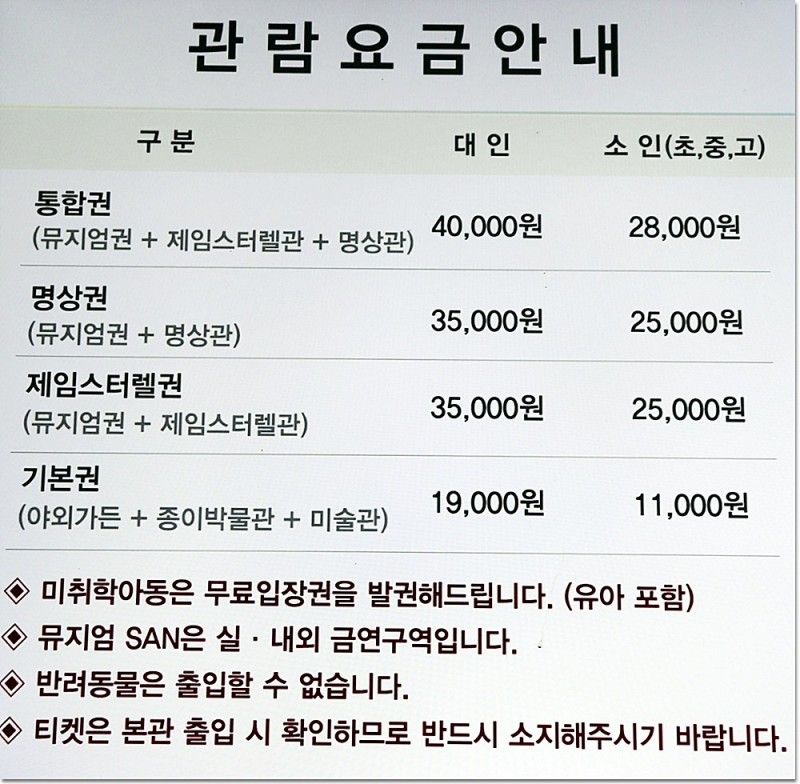 관람요금안내
구분 대인 소인(초,중,고)
통합권
(뮤지엄권 + 제임스터렐관 + 명상관) 40,000원 28,000원
명상권
(뮤지엄권 + 명상관) 35,000원 25,000원
제임스터렐권
(뮤지엄권 + 제임스터렐관) 35,000원 25,000원
기본권
(야외가든 + 종이박물관 + 미술관) 19,000원 11,000원
◈ 미취학아동은 무료입장권을 발권해드립니다. (유아 포함)
◈ 뮤지엄 SAN은 실·내외 금연구역입니다.
◈ 반려동물은 출입할 수 없습니다.
◈ 티켓은 본관 출입 시 확인하므로 반드시 소지해주시기 바랍니다.